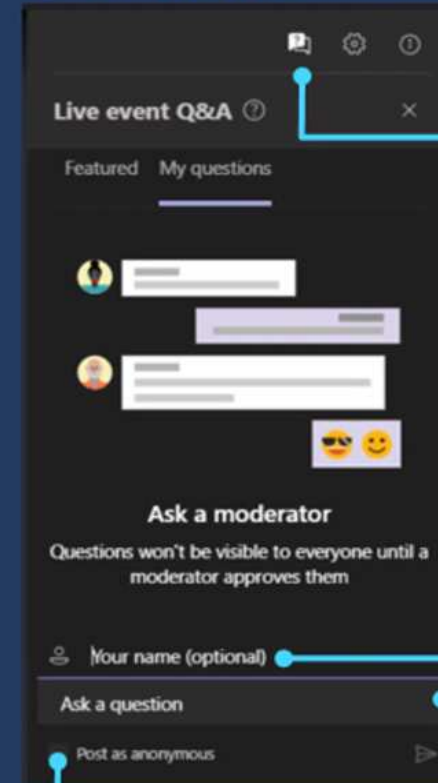 Live event Q&A
Featured My questions
Ask a moderator
Questions won't be visible to everyone until a
moderator approves them
Your name (optional)
Ask a question
Post as anonymous